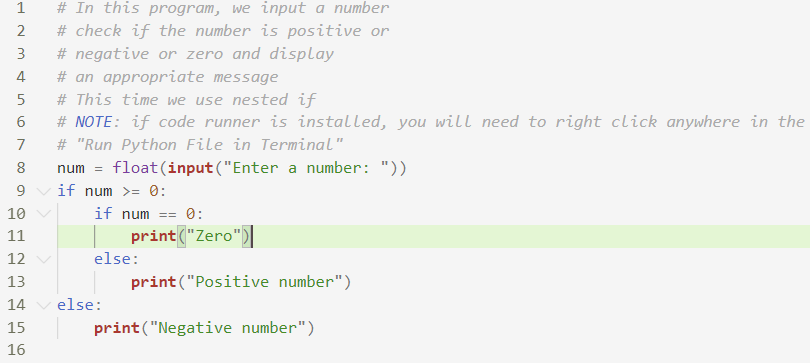 1 # In this program, we input a number
2 # check if the number is positive or
3 # negative or zero and display
4 # an appropriate message
5 # This time we use nested if
6 # NOTE: if code runner is installed, you will need to right click anywhere in the
7 # "Run Python File in Terminal"
8 num = float(input("Enter a number: "))
9 if num >= 0:
10     if num == 0:
11         print("Zero")
12     else:
13         print("Positive number")
14 else:
15     print("Negative number")
16